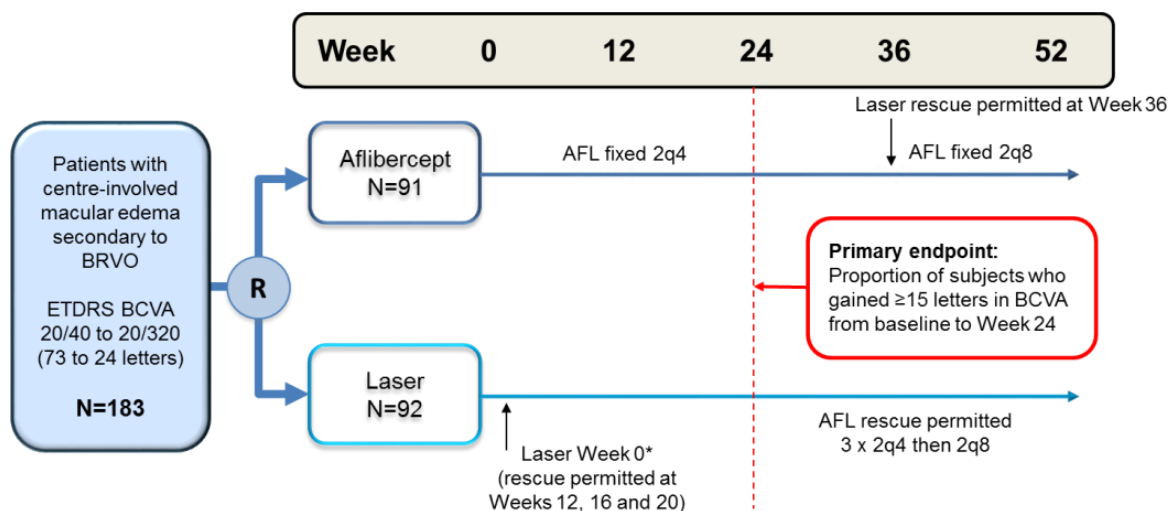 Week 0 12 24 36 52
Laser rescue permitted at Week 36
Patients with
centre-involved
macular edema
secondary to
BRVO
ETDRS BCVA
20/40 to 20/320
(73 to 24 letters)
N=183
R
Aflibercept
N=91
AFL fixed 2q4
AFL fixed 2q8
Primary endpoint:
Proportion of subjects who
gained ≥15 letters in BCVA
from baseline to Week 24
Laser
N=92
Laser Week 0*
(rescue permitted at
Weeks 12, 16 and 20)
AFL rescue permitted
3 x 2q4 then 2q8